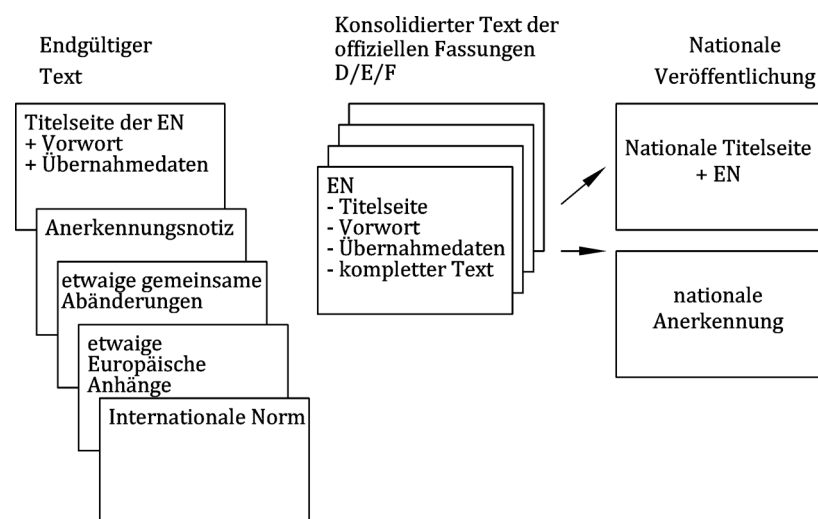 Endgültiger
Text
Titelseite der EN
+ Vorwort
+ Übernahmedaten
Anerkennungsnotiz
etwaige gemeinsame
Abänderungen
etwaige
Europäische
Anhänge
Internationale Norm
Konsolidierter Text der
offiziellen Fassungen
D/E/F
EN
- Titelseite
- Vorwort
- Übernahmedaten
- kompletter Text
Nationale
Veröffentlichung
Nationale Titelseite
+ EN
nationale
Anerkennung